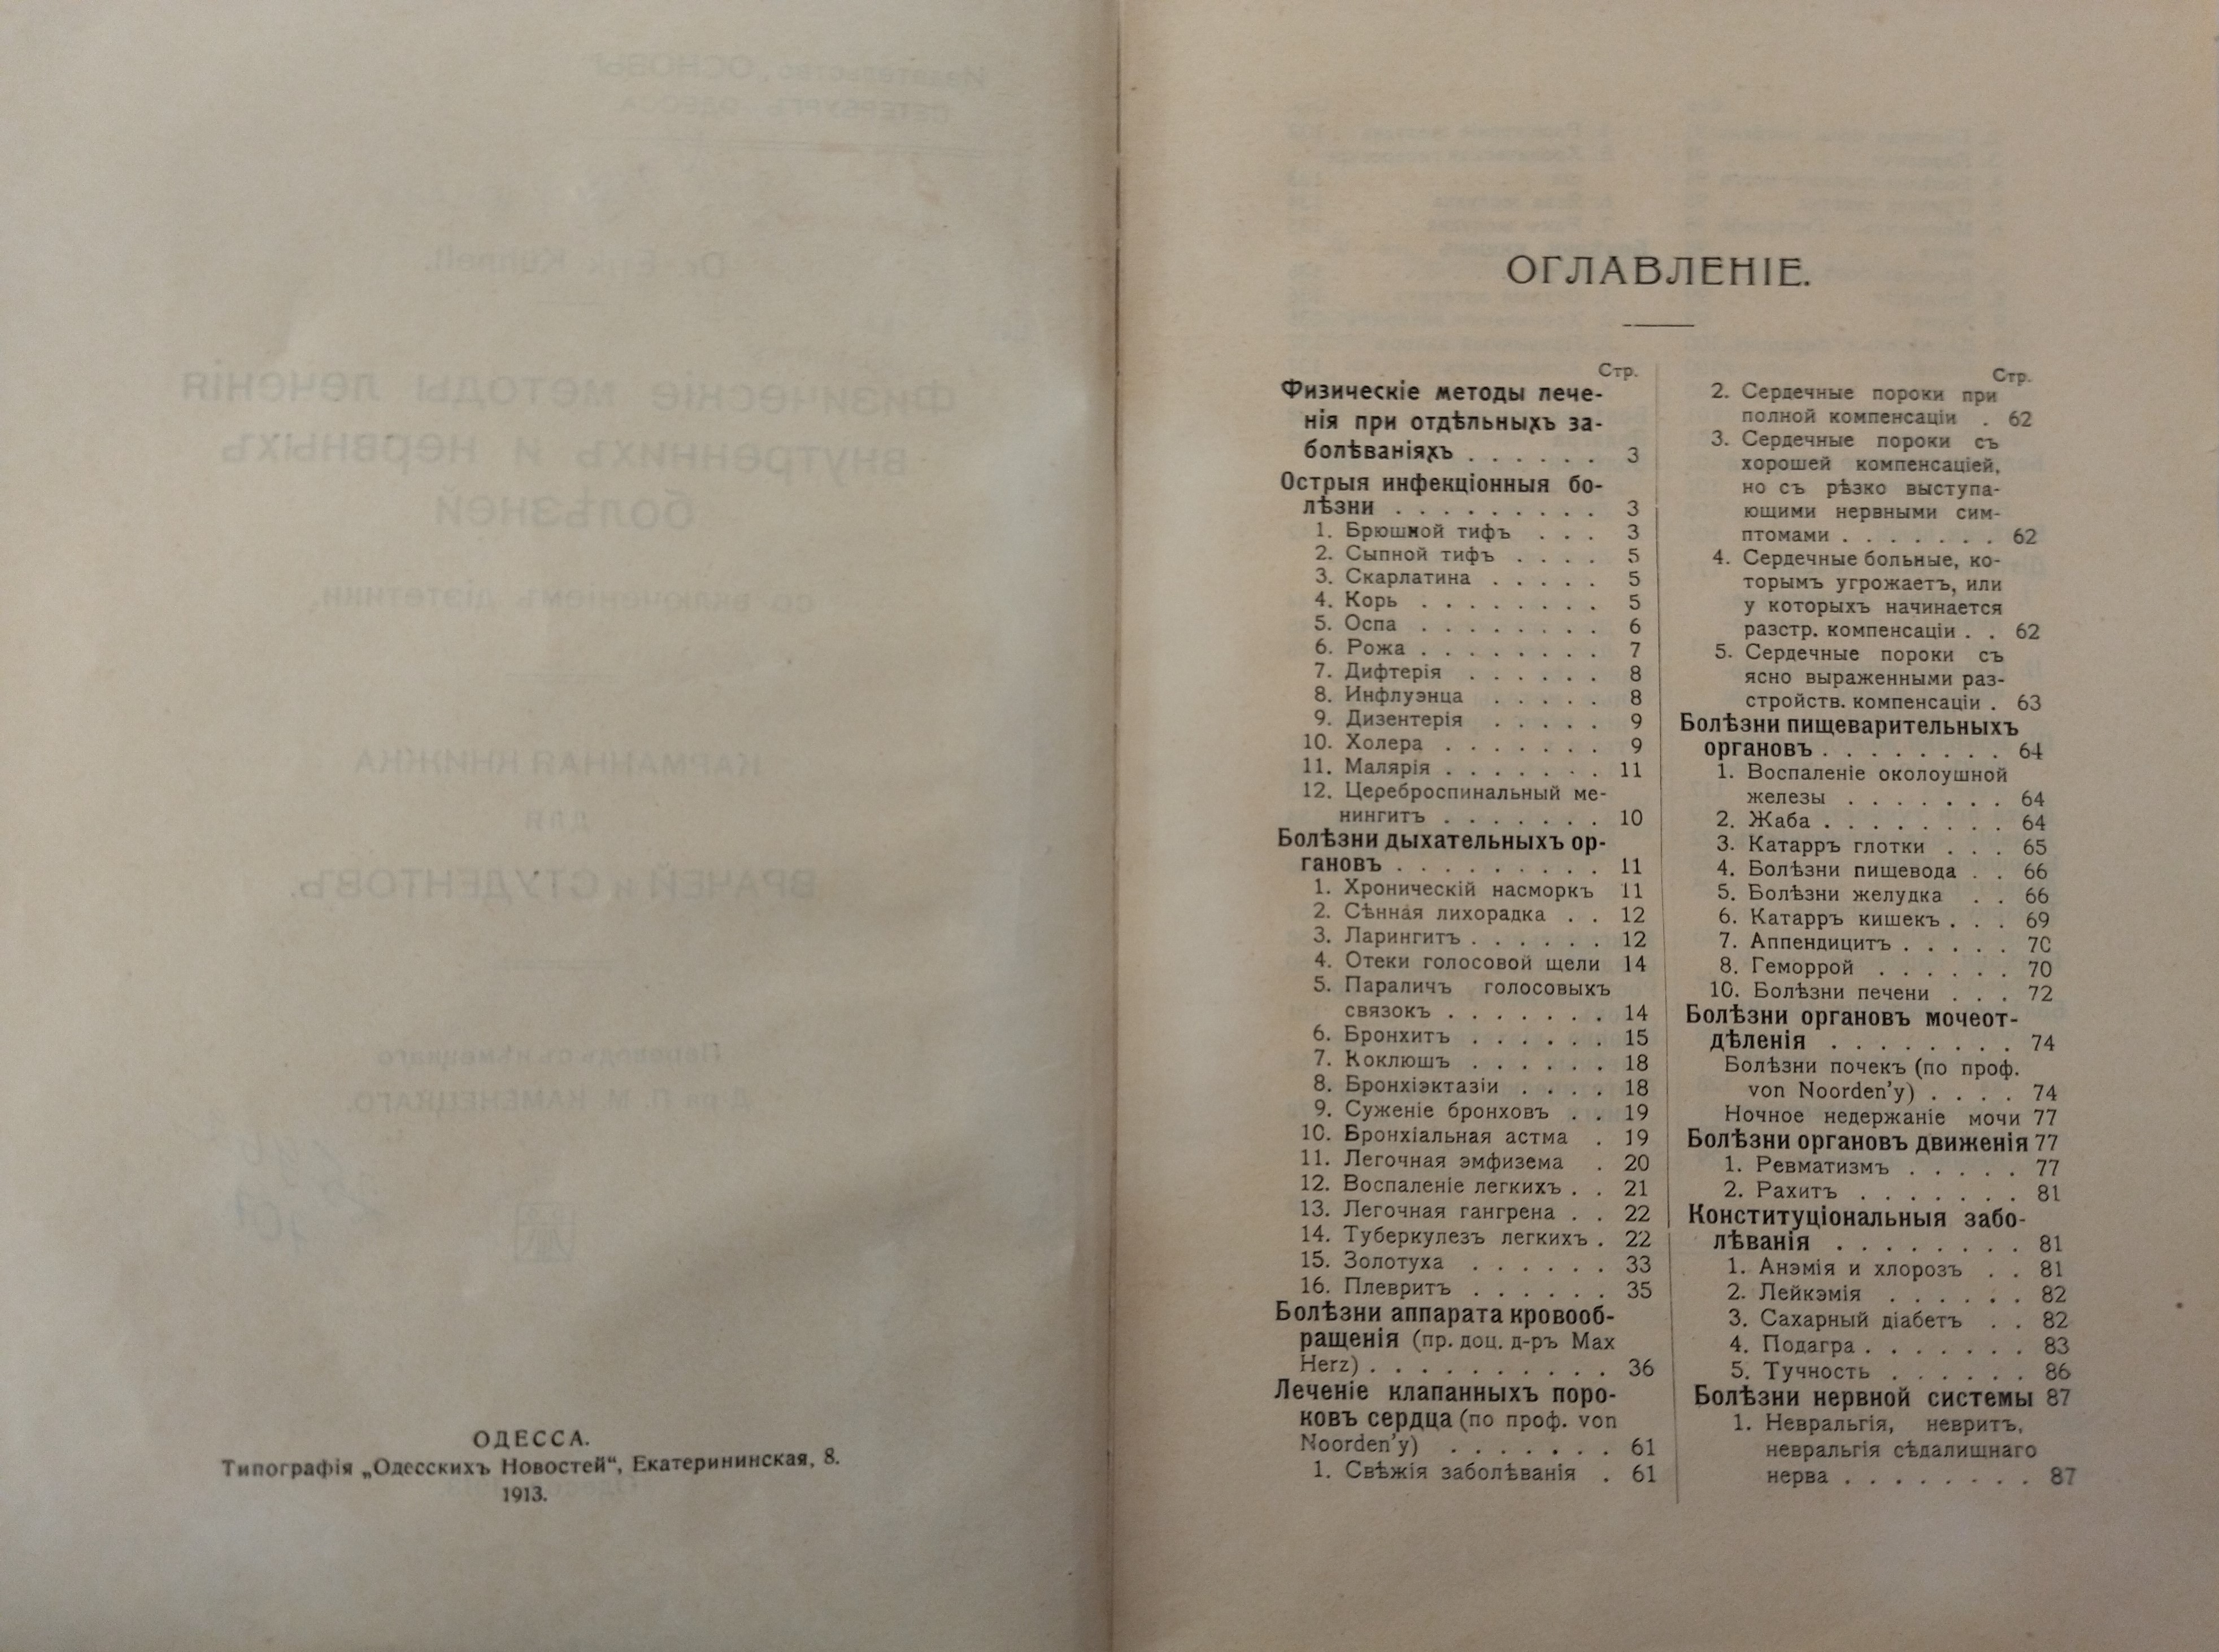 ОДЕССА.
Типографія „Одесскихъ Новостей“, Екатерининская, 8.
1913.
ОГЛАВЛЕНІЕ.
Стр.
Физическіе методы лече-
нія при отдѣльныхъ за-
болѣваніяхъ . . . . . . 3
Острыя инфекціонныя бо-
лѣзни . . . . . . . . . 3
1. Брюшной тифъ . . . 3
2. Сыпной тифъ . . . . 5
3. Скарлатина . . . . . 5
4. Корь . . . . . . . . 5
5. Оспа . . . . . . . . 6
6. Рожа . . . . . . . . 7
7. Дифтерія . . . . . . 8
8. Инфлуэнца . . . . . 8
9. Дизентерія . . . . . 9
10. Холера . . . . . . . 9
11. Малярія . . . . . . . 11
12. Цереброспинальный ме-
нингитъ . . . . . . . 10
Болѣзни дыхательныхъ ор-
гановъ . . . . . . . . . 11
1. Хроническій насморкъ 11
2. Сѣнная лихорадка . . 12
3. Ларингитъ . . . . . . 12
4. Отеки голосовой щели 14
5. Параличъ голосовыхъ
связокъ . . . . . . . 14
6. Бронхитъ . . . . . . 15
7. Коклюшъ . . . . . . 18
8. Бронхіэктазіи . . . . 18
9. Суженіе бронховъ . . 19
10. Бронхіальная астма . 19
11. Легочная эмфизема . 20
12. Воспаленіе легкихъ . . 21
13. Легочная гангрена . . 22
14. Туберкулезъ легкихъ . 22
15. Золотуха . . . . . . 33
16. Плевритъ . . . . . . 35
Болѣзни аппарата кровооб-
ращенія (пр. доц. д-ръ Max
Herz) . . . . . . . . . . 36
Леченіе клапанныхъ поро-
ковъ сердца (по проф. von
Noorden'у) . . . . . . . 61
1. Свѣжія заболѣванія . 61
Стр.
2. Сердечные пороки при
полной компенсаціи . 62
3. Сердечные пороки съ
хорошей компенсаціей,
но съ рѣзко выступа-
ющими нервными сим-
птомами . . . . . . . 62
4. Сердечные больные, ко-
торымъ угрожаетъ, или
у которыхъ начинается
разстр. компенсаціи . . 62
5. Сердечные пороки съ
ясно выраженными раз-
стройств. компенсаціи . 63
Болѣзни пищеварительныхъ
органовъ . . . . . . . . 64
1. Воспаленіе околоушной
железы . . . . . . . 64
2. Жаба . . . . . . . . 64
3. Катарръ глотки . . . 65
4. Болѣзни пищевода . . 66
5. Болѣзни желудка . . 66
6. Катарръ кишекъ . . . 69
7. Аппендицитъ . . . . . 70
8. Геморрой . . . . . . 70
10. Болѣзни печени . . . 72
Болѣзни органовъ мочеот-
дѣленія . . . . . . . . 74
Болѣзни почекъ (по проф.
von Noorden'у) . . . . 74
Ночное недержаніе мочи 77
Болѣзни органовъ движенія 77
1. Ревматизмъ . . . . . 77
2. Рахитъ . . . . . . . 81
Конституціональныя забо-
лѣванія . . . . . . . . 81
1. Анэмія и хлорозъ . . 81
2. Лейкэмія . . . . . . 82
3. Сахарный діабетъ . . 82
4. Подагра . . . . . . . 83
5. Тучность . . . . . . 86
Болѣзни нервной системы 87
1. Невральгія, невритъ,
невральгія сѣдалищнаго
нерва . . . . . . . . 87